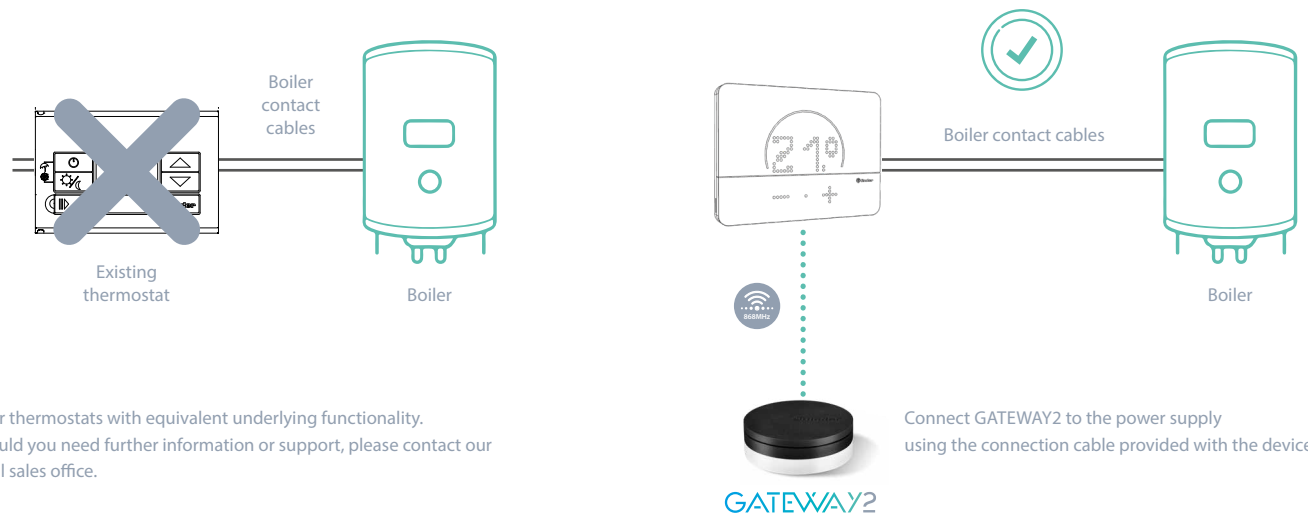 Boiler
contact
cables
Existing
thermostat
Boiler
r thermostats with equivalent underlying functionality.
uld you need further information or support, please contact our
l sales office.
21.°
Boiler contact cables
Boiler
868MHz
Connect GATEWAY2 to the power supply
using the connection cable provided with the device
GATEWAY2